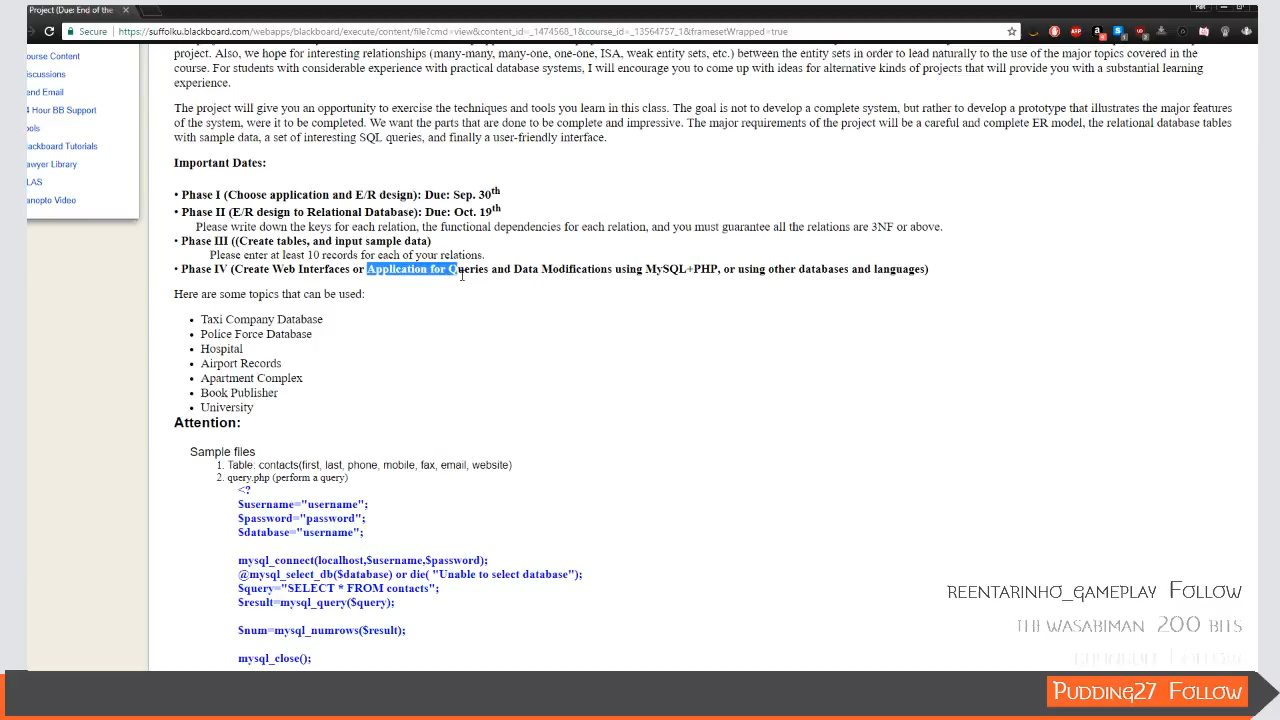 Project (Due: End of the
Pat
Secure https://suffolku.blackboard.com/webapps/blackboard/execute/content/file?cmd=view&content_id=_1474568_1&course_id=_13564757_1&framesetWrapped=true
ourse Content
iscussions
end Email
4 Hour BB Support
ols
lackboard Tutorials
awyer Library
LAS
anopto Video
project. Also, we hope for interesting relationships (many-many, many-one, one-one, ISA, weak entity sets, etc.) between the entity sets in order to lead naturally to the use of the major topics covered in the
course. For students with considerable experience with practical database systems, I will encourage you to come up with ideas for alternative kinds of projects that will provide you with a substantial learning
experience.
The project will give you an opportunity to exercise the techniques and tools you learn in this class. The goal is not to develop a complete system, but rather to develop a prototype that illustrates the major features
of the system, were it to be completed. We want the parts that are done to be complete and impressive. The major requirements of the project will be a careful and complete ER model, the relational database tables
with sample data, a set of interesting SQL queries, and finally a user-friendly interface.
Important Dates:
• Phase I (Choose application and E/R design): Due: Sep. 30th
• Phase II (E/R design to Relational Database): Due: Oct. 19th
Please write down the keys for each relation, the functional dependencies for each relation, and you must guarantee all the relations are 3NF or above.
• Phase III ((Create tables, and input sample data)
Please enter at least 10 records for each of your relations.
• Phase IV (Create Web Interfaces or Application for Queries and Data Modifications using MySQL+PHP, or using other databases and languages)
Here are some topics that can be used:
• Taxi Company Database
• Police Force Database
• Hospital
• Airport Records
• Apartment Complex
• Book Publisher
• University
Attention:
Sample files
1. Table: contacts(first, last, phone, mobile, fax, email, website)
2. query.php (perform a query)
<?
$username="username";
$password="password";
$database="username";
mysql_connect(localhost,$username,$password);
@mysql_select_db($database) or die( "Unable to select database");
$query="SELECT * FROM contacts";
$result=mysql_query($query);
$num=mysql_numrows($result);
mysql_close();
reentarinho_gameplay Follow
thewasabiman 200 bits
Pudding27 Follow